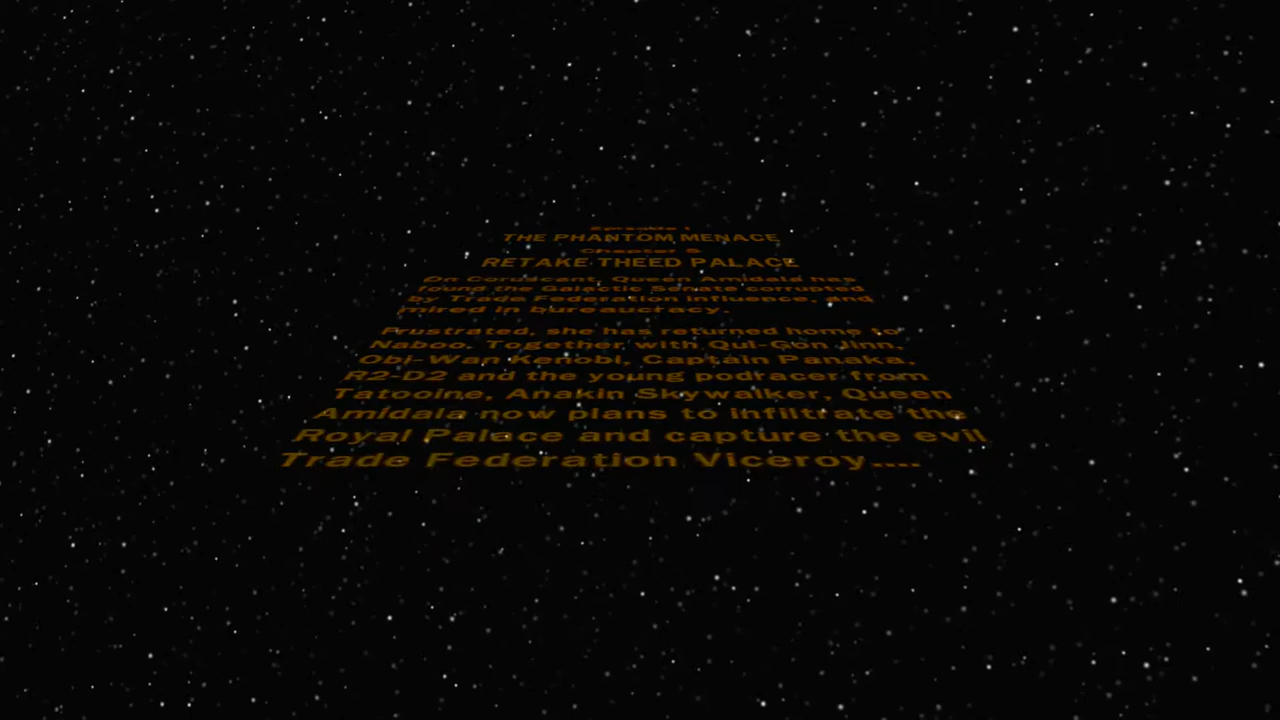 Episode I
THE PHANTOM MENACE
Chapter 5
RETAKE THEED PALACE
On Coruscant, Queen Amidala has
found the Galactic Senate corrupted
by Trade Federation influence, and
mired in bureaucracy.
Frustrated, she has returned home to
Naboo. Together with Qui-Gon Jinn,
Obi-Wan Kenobi, Captain Panaka,
R2-D2 and the young podracer from
Tatooine, Anakin Skywalker, Queen
Amidala now plans to infiltrate the
Royal Palace and capture the evil
Trade Federation Viceroy....